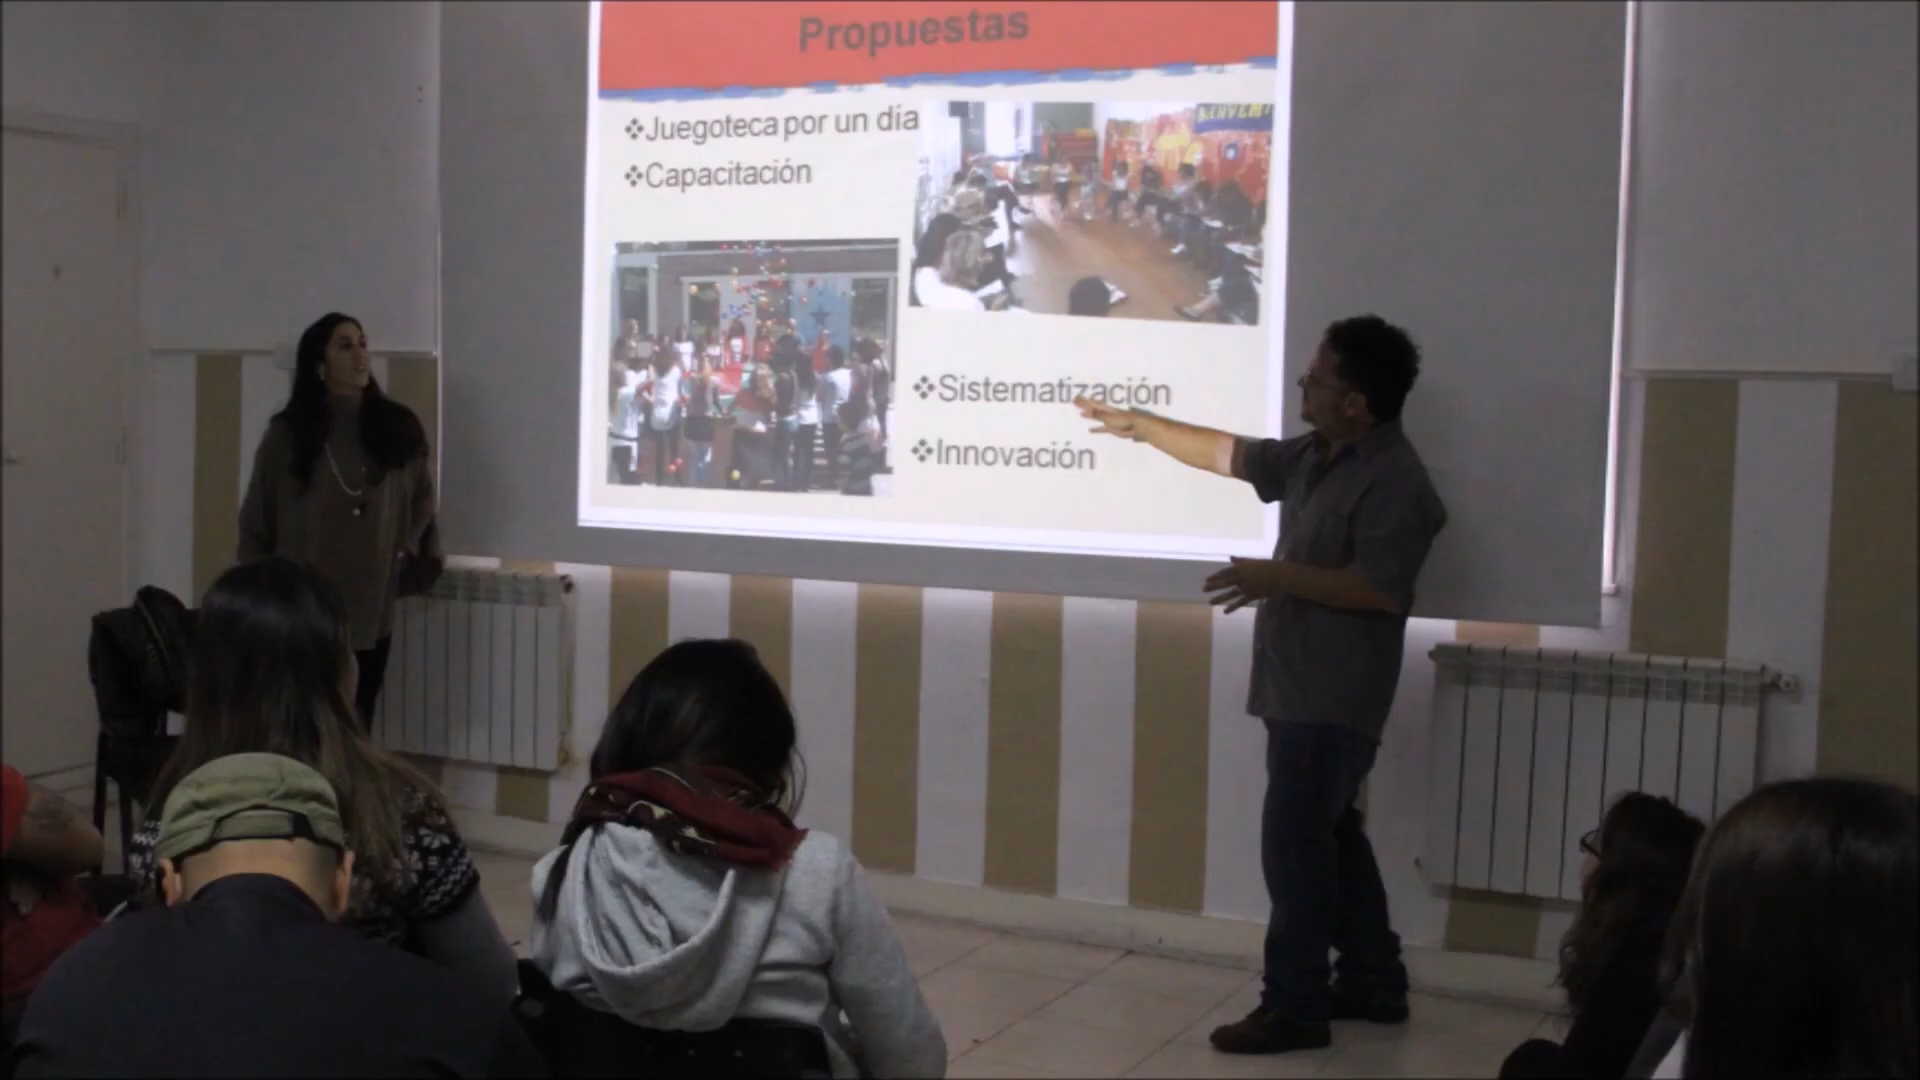 Propuestas
❖Juegoteca por un día
❖Capacitación
❖Sistematización
❖Innovación